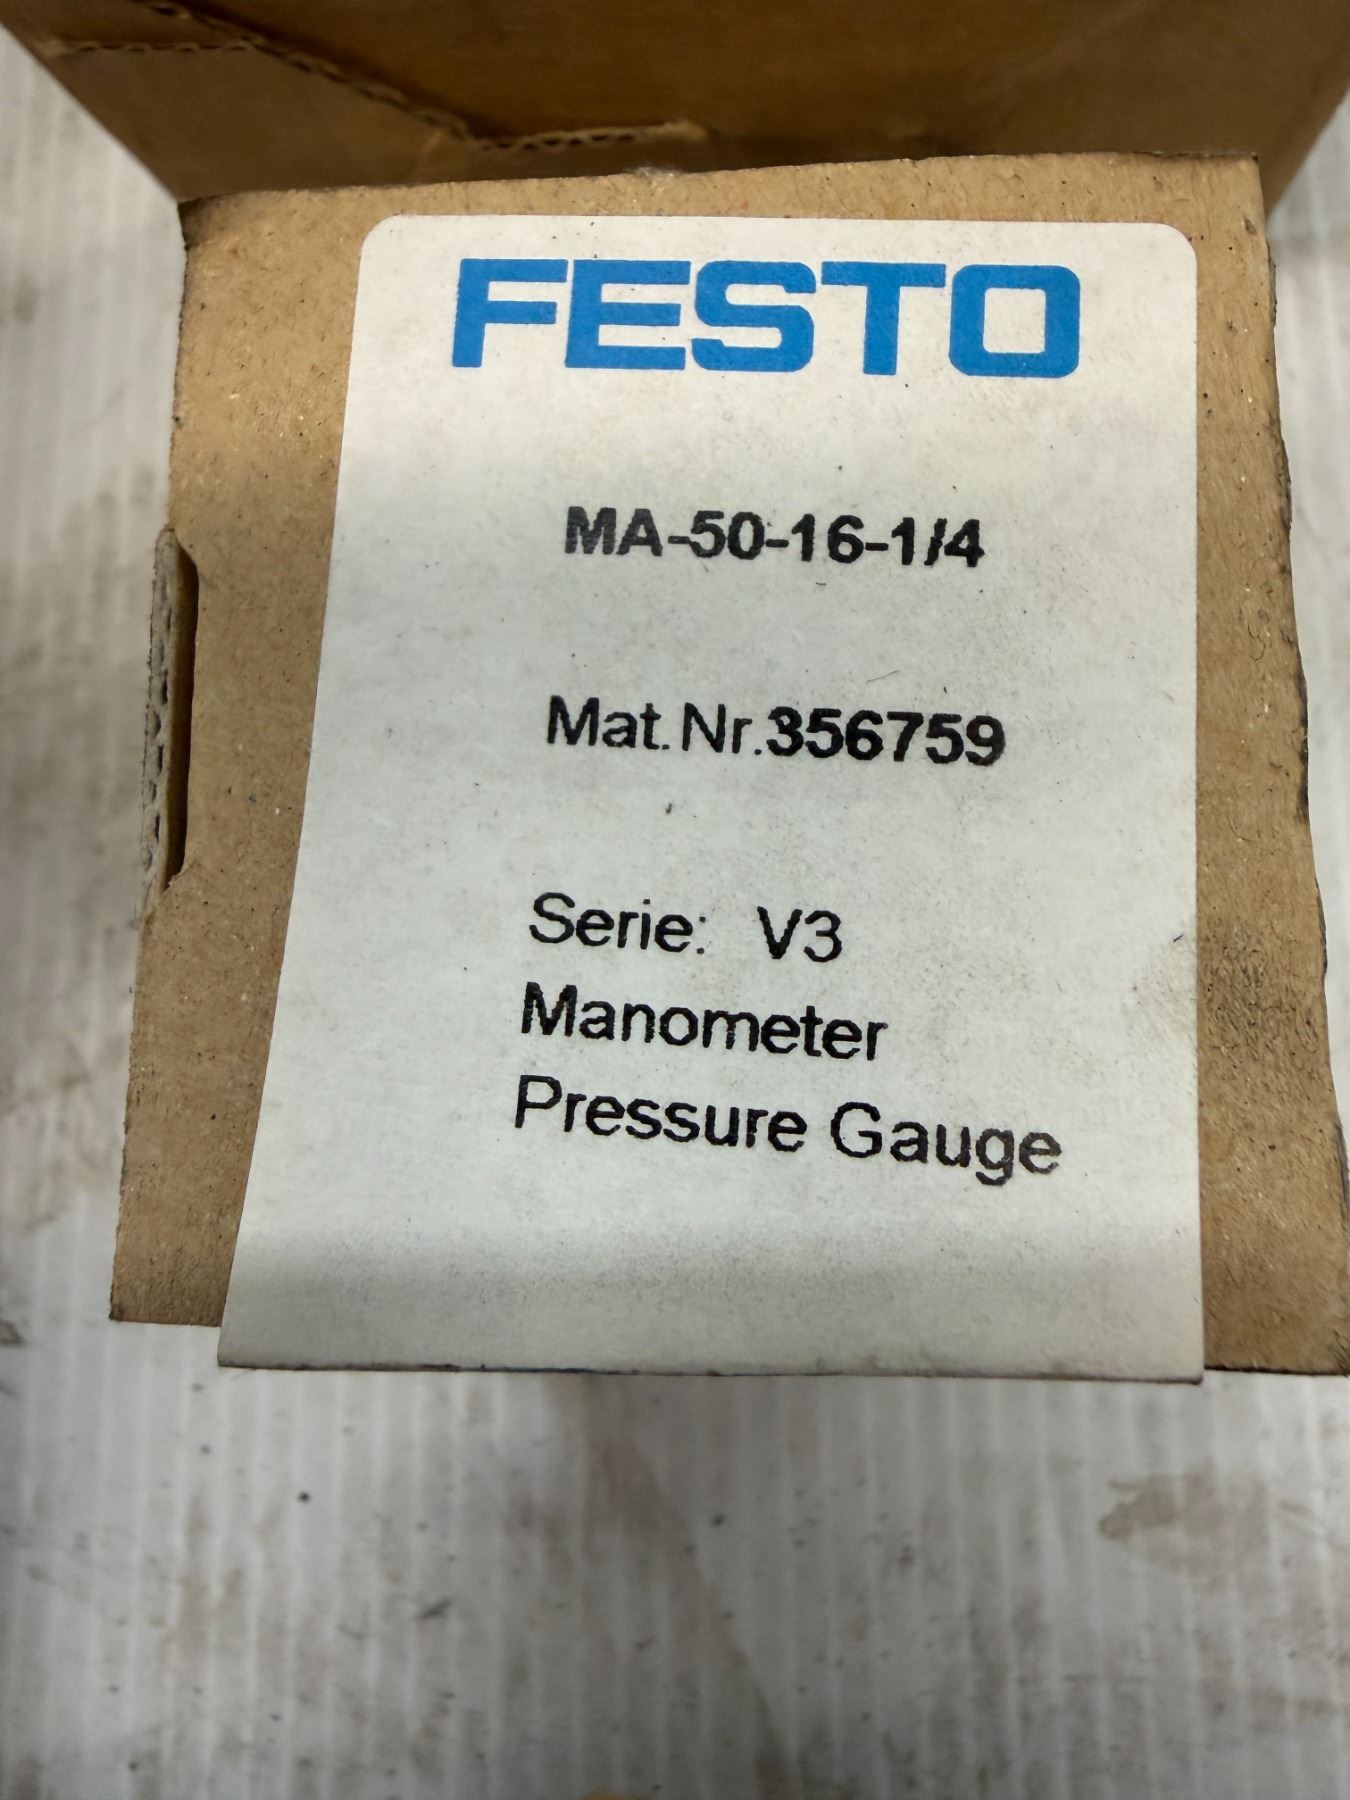 FESTO
MA-50-16-1/4
Mat.Nr.356759
Serie: V3
Manometer
Pressure Gauge